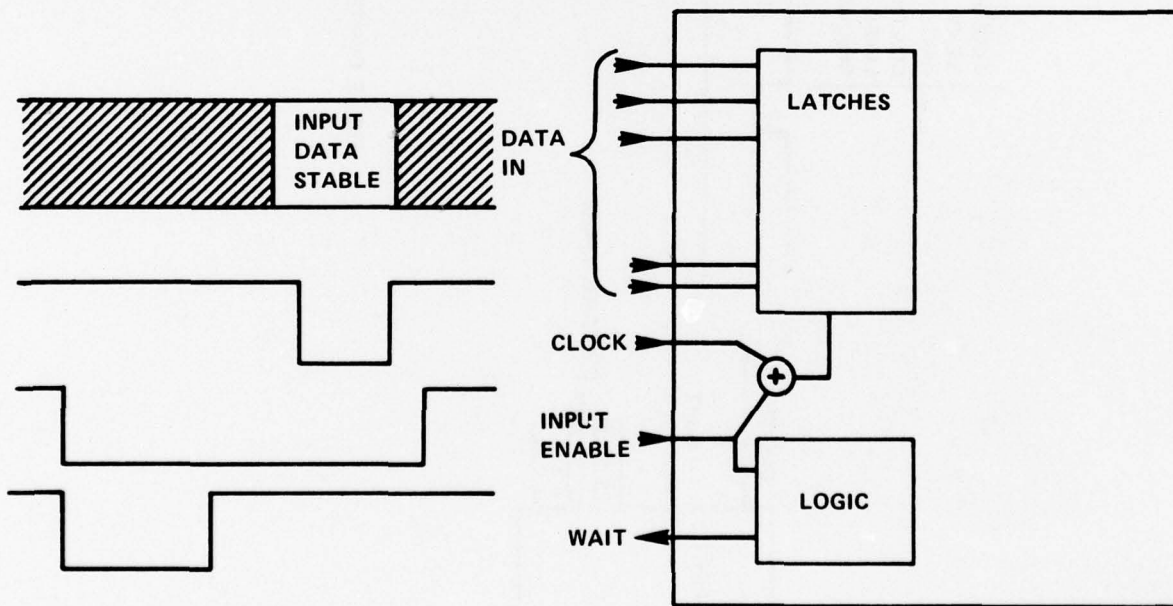 INPUT
DATA
STABLE
DATA
IN
LATCHES
CLOCK
+
INPUT
ENABLE
LOGIC
WAIT